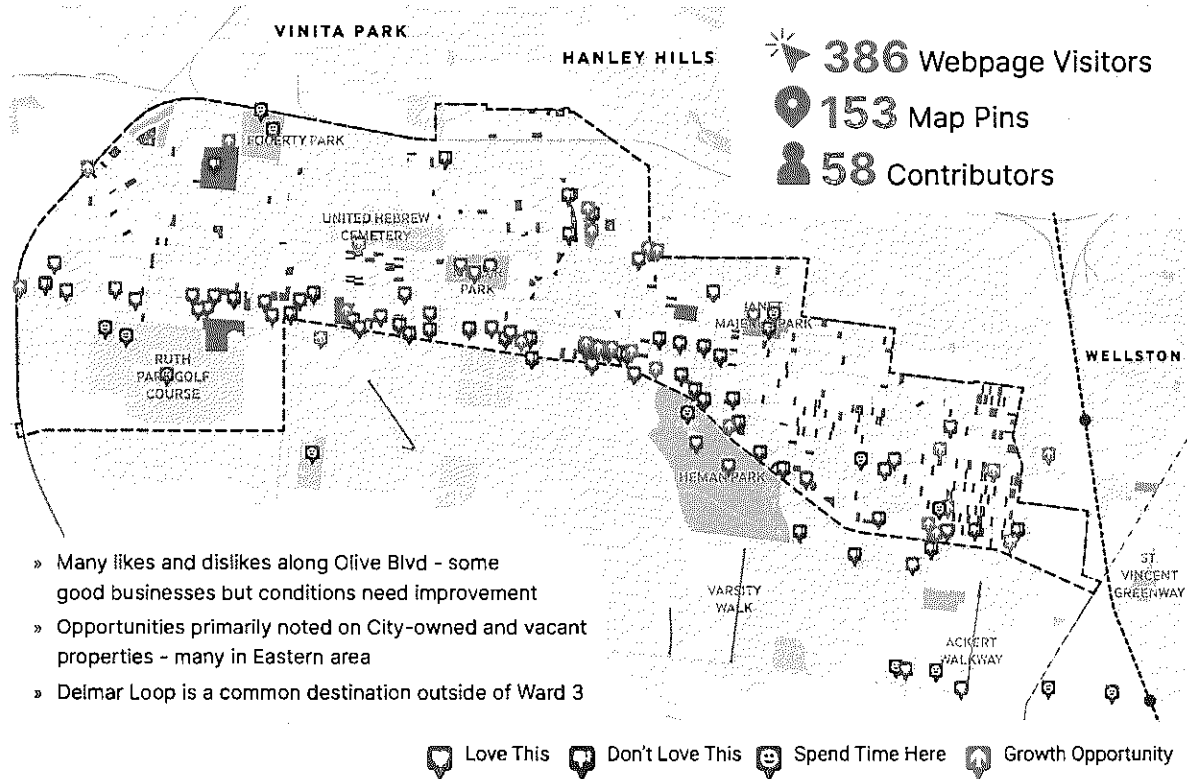 VINITA PARK
HANLEY HILLS
386 Webpage Visitors
153 Map Pins
58 Contributors
FOGERTY PARK
UNITED HEBREW
CEMETERY
PARK
JANET
PARK
WELLSTON
RUTH
PARK GOLF
COURSE
HEMAN PARK
» Many likes and dislikes along Olive Blvd - some
good businesses but conditions need improvement
» Opportunities primarily noted on City-owned and vacant
properties - many in Eastern area
» Delmar Loop is a common destination outside of Ward 3
VARSITY
WALK
ACKERT
WALKWAY
ST
VINCENT
GREENWAY
Love This
Don't Love This
Spend Time Here
Growth Opportunity